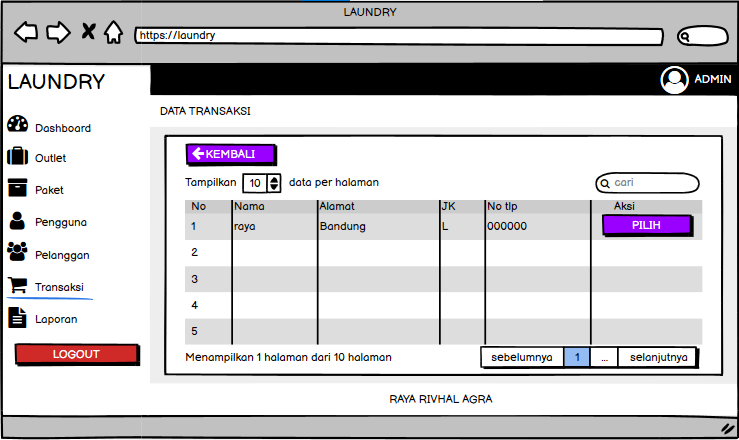 LAUNDRY
https://laundry
LAUNDRY
ADMIN
DATA TRANSAKSI
Dashboard
Outlet
Paket
Pengguna
Pelanggan
Transaksi
Laporan
LOGOUT
KEMBALI
Tampilkan 10 data per halaman
cari
No Nama Alamat JK No tlp Aksi
1 raya Bandung L 000000 PILIH
2
3
4
5
Menampilkan 1 halaman dari 10 halaman
sebelumnya 1 ... selanjutnya
RAYA RIVHAL AGRA